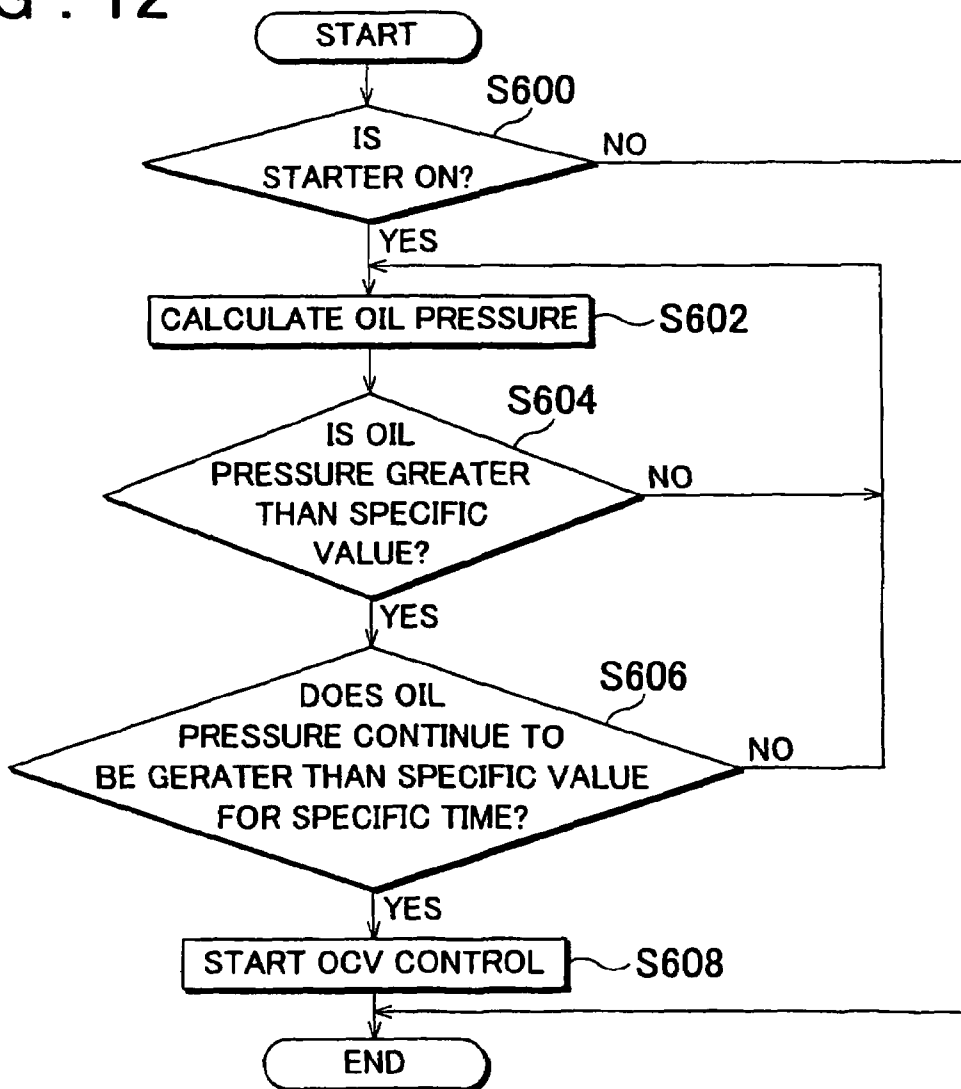 G . 12
START
S600
IS
STARTER ON?
NO
YES
CALCULATE OIL PRESSURE
S602
S604
IS OIL
PRESSURE GREATER
THAN SPECIFIC
VALUE?
NO
YES
S606
DOES OIL
PRESSURE CONTINUE TO
BE GERATER THAN SPECIFIC VALUE
FOR SPECIFIC TIME?
NO
YES
START OCV CONTROL
S608
END